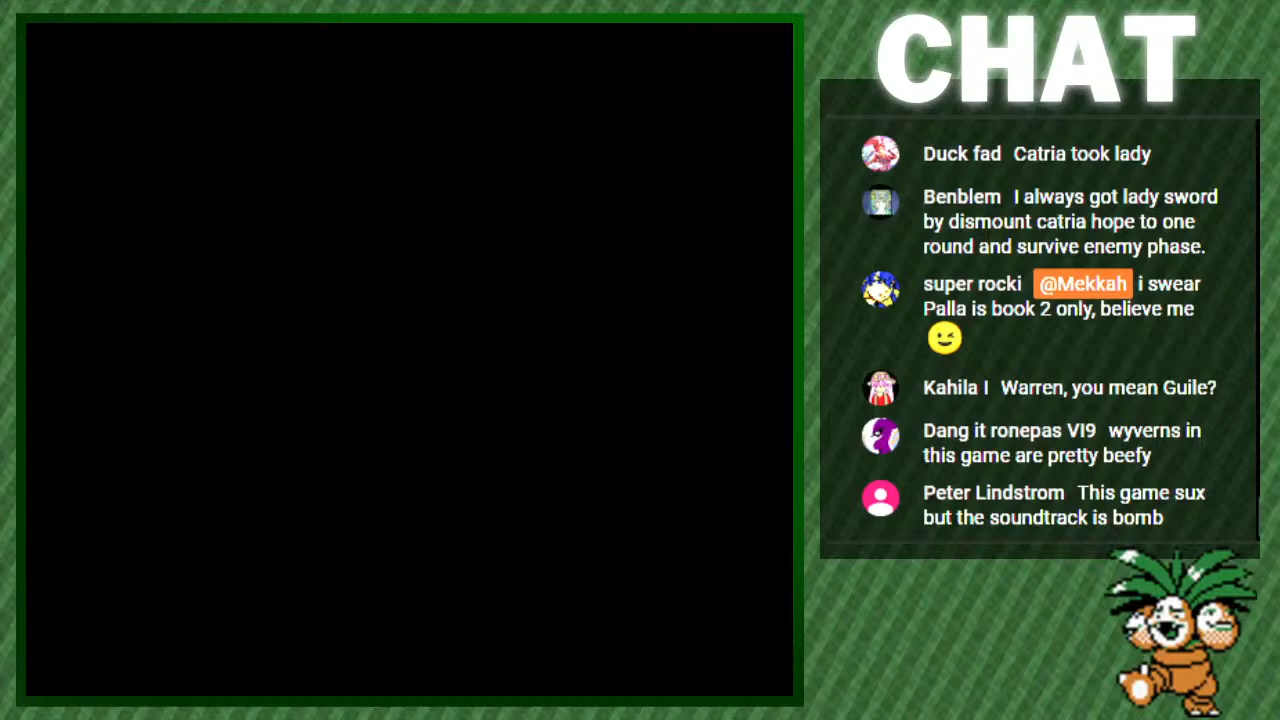 CHAT
Duck fad Catria took lady
Benblem I always got lady sword
by dismount catria hope to one
round and survive enemy phase.
super rocki @Mekkah i swear
Palla is book 2 only, believe me
Kahila I Warren, you mean Guile?
Dang it ronepas VI9 wyverns in
this game are pretty beefy
Peter Lindstrom This game sux
but the soundtrack is bomb